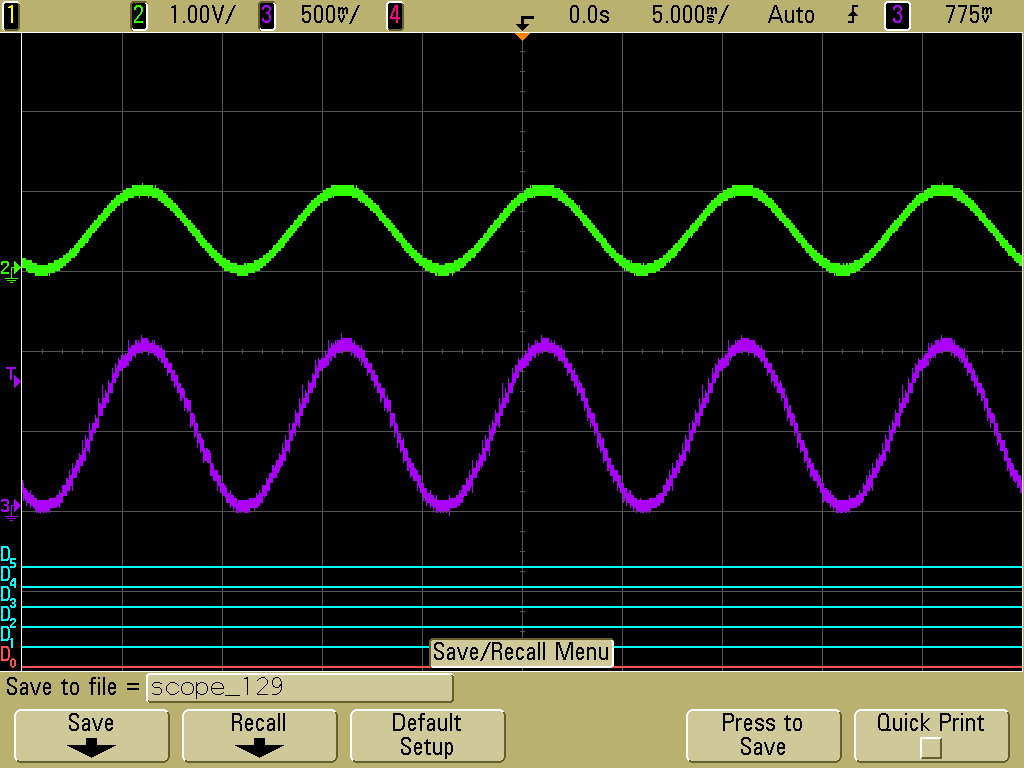 1 2 1.00V/ 3 500mV/ 4 0.0s 5.000ms/ Auto 3 775mV
2
T
3
D5
D4
D3
D2
D1
D0
Save/Recall Menu
Save to file = scope_129
Save Recall Default Setup Press to Save Quick Print